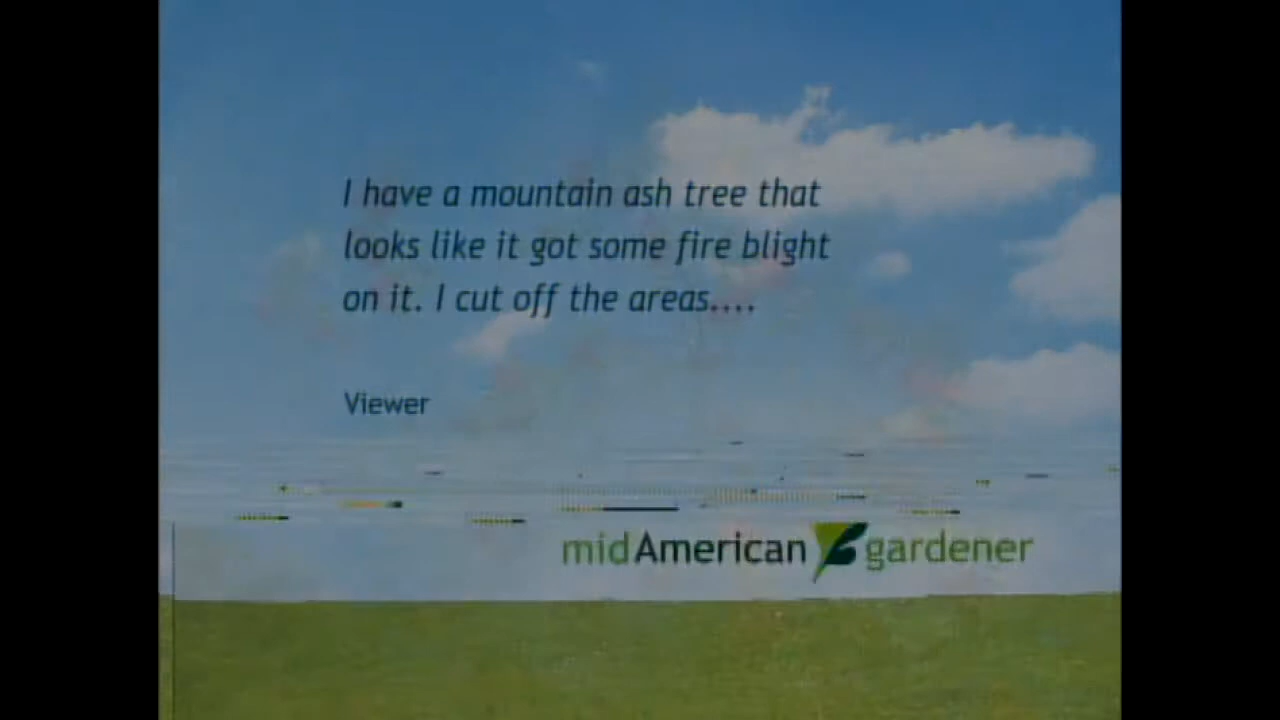 I have a mountain ash tree that
looks like it got some fire blight
on it. I cut off the areas....
Viewer
midAmerican gardener